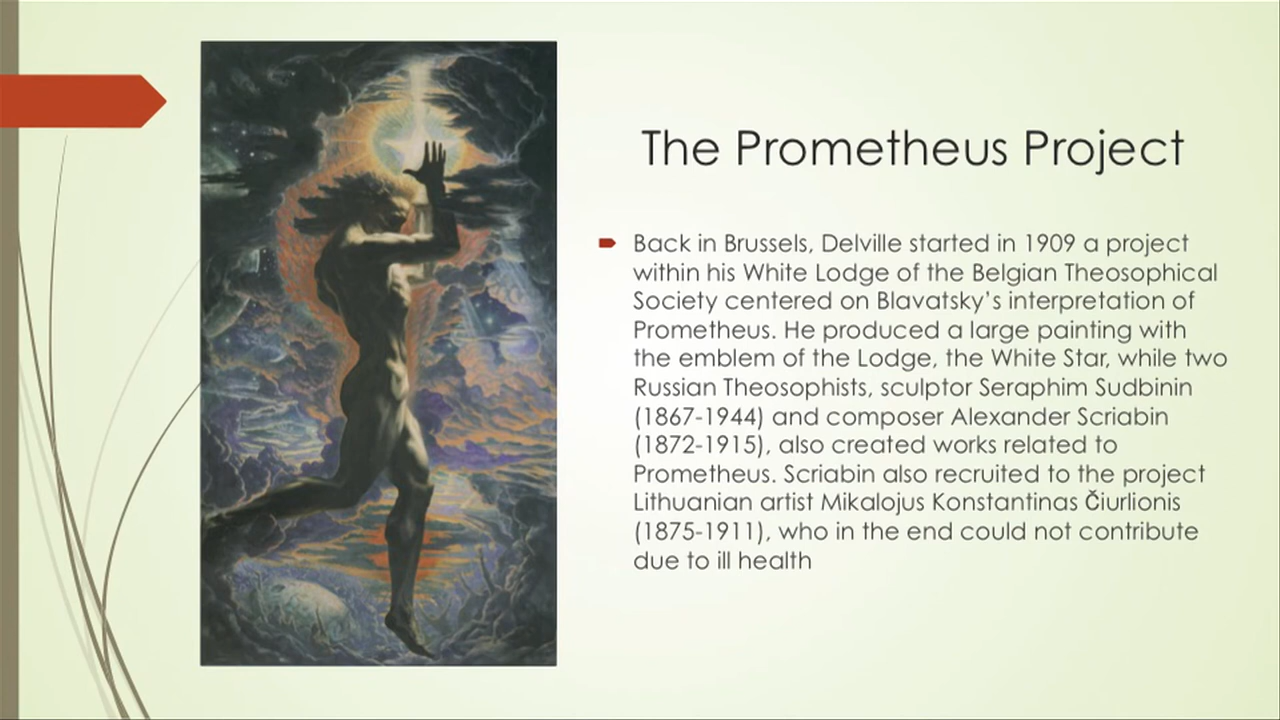 The Prometheus Project
Back in Brussels, Delville started in 1909 a project
within his White Lodge of the Belgian Theosophical
Society centered on Blavatsky’s interpretation of
Prometheus. He produced a large painting with
the emblem of the Lodge, the White Star, while two
Russian Theosophists, sculptor Seraphim Sudbinin
(1867-1944) and composer Alexander Scriabin
(1872-1915), also created works related to
Prometheus. Scriabin also recruited to the project
Lithuanian artist Mikalojus Konstantinas Čiurlionis
(1875-1911), who in the end could not contribute
due to ill health